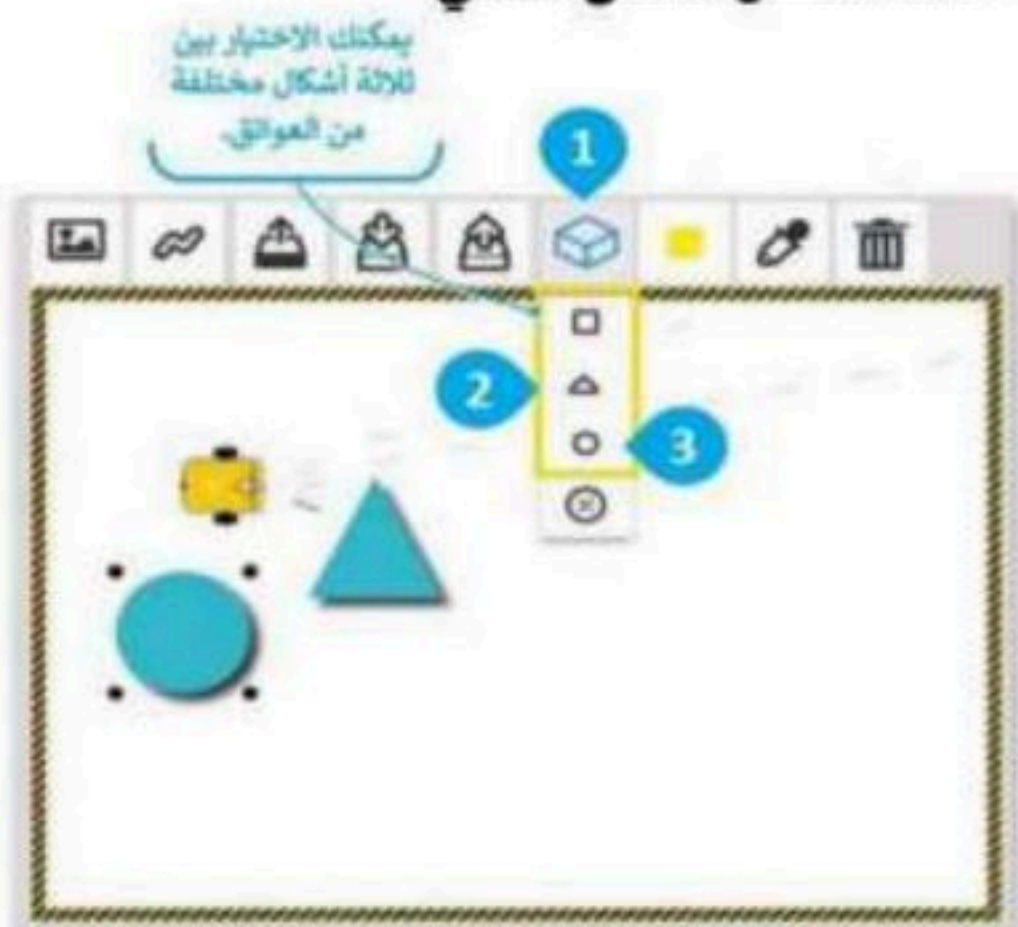 يمكنك الاختيار بين
ثلاثة أشكال مختلفة
من العوائق.
1
2
3